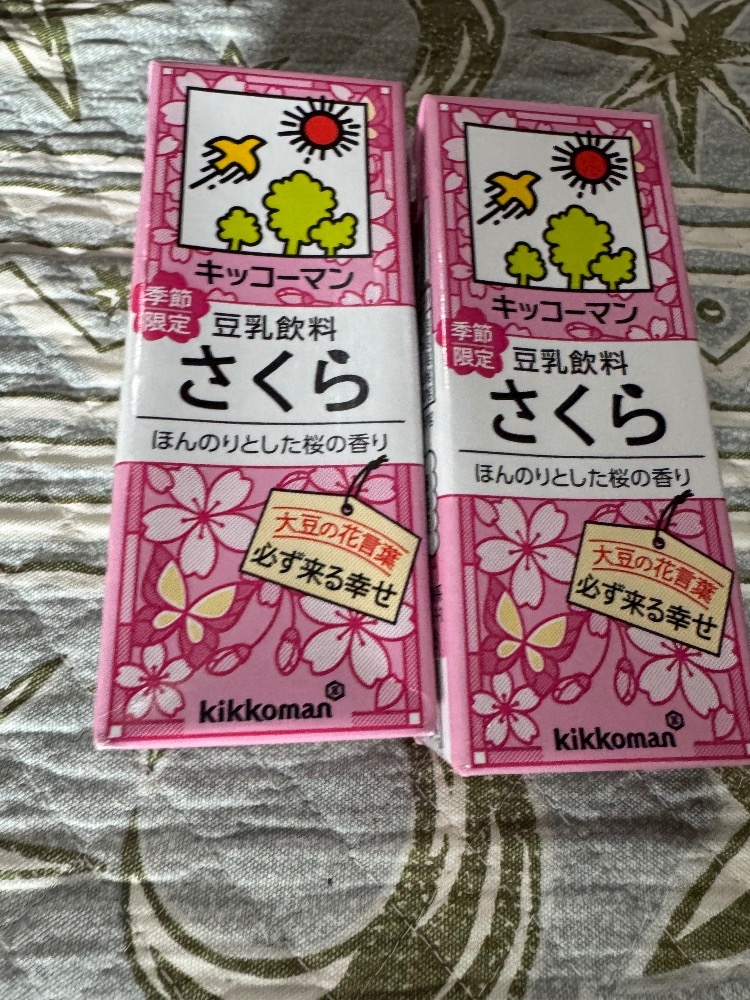 キッコーマン
季節
限定
豆乳飲料
さくら
ほんのりとした桜の香り
大豆の花言葉
必ず来る幸せ
kikkoman
キッコーマン
季節
限定
豆乳飲料
さくら
ほんのりとした桜の香り
大豆の花言葉
必ず来る幸せ
kikkoman